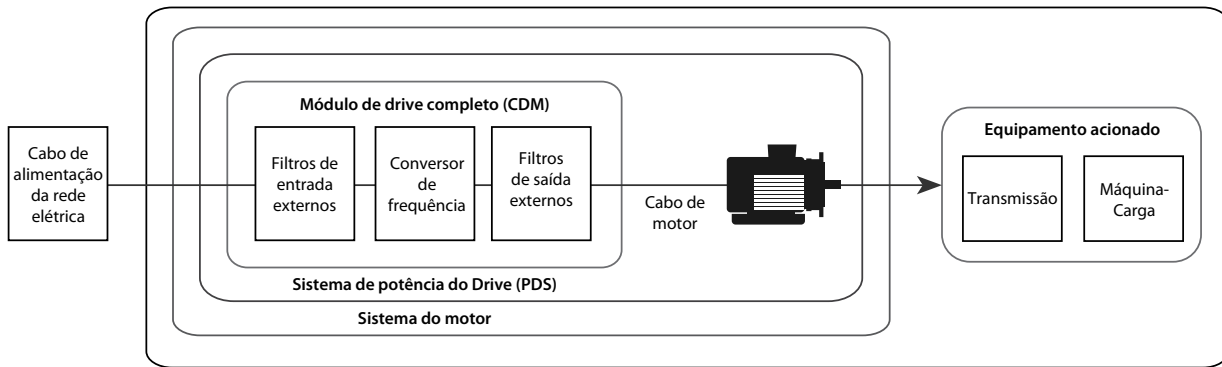 Cabo de
alimentação
da rede
elétrica
Módulo de drive completo (CDM)
Filtros de
entrada
externos
Conversor
de
frequência
Filtros
de saída
externos
Cabo de
motor
Sistema de potência do Drive (PDS)
Sistema do motor
Equipamento acionado
Transmissão
Máquina-
Carga